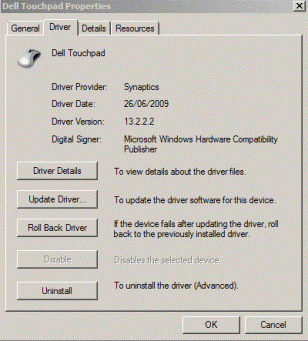 Dell Touchpad Properties
General Driver Details Resources
Dell Touchpad
Driver Provider: Synaptics
Driver Date: 26/06/2009
Driver Version: 13.2.2.2
Digital Signer: Microsoft Windows Hardware Compatibility
Publisher
Driver Details To view details about the driver files.
Update Driver... To update the driver software for this device.
Roll Back Driver If the device fails after updating the driver, roll
back to the previously installed driver.
Disable Disables the selected device.
Uninstall To uninstall the driver (Advanced).
OK Cancel